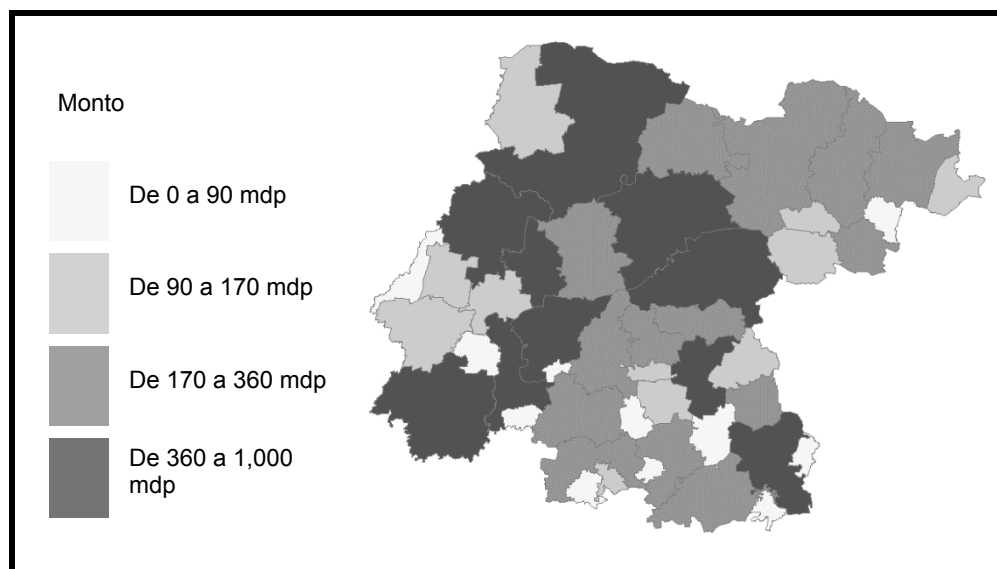 Monto
De 0 a 90 mdp
De 90 a 170 mdp
De 170 a 360 mdp
De 360 a 1,000
mdp